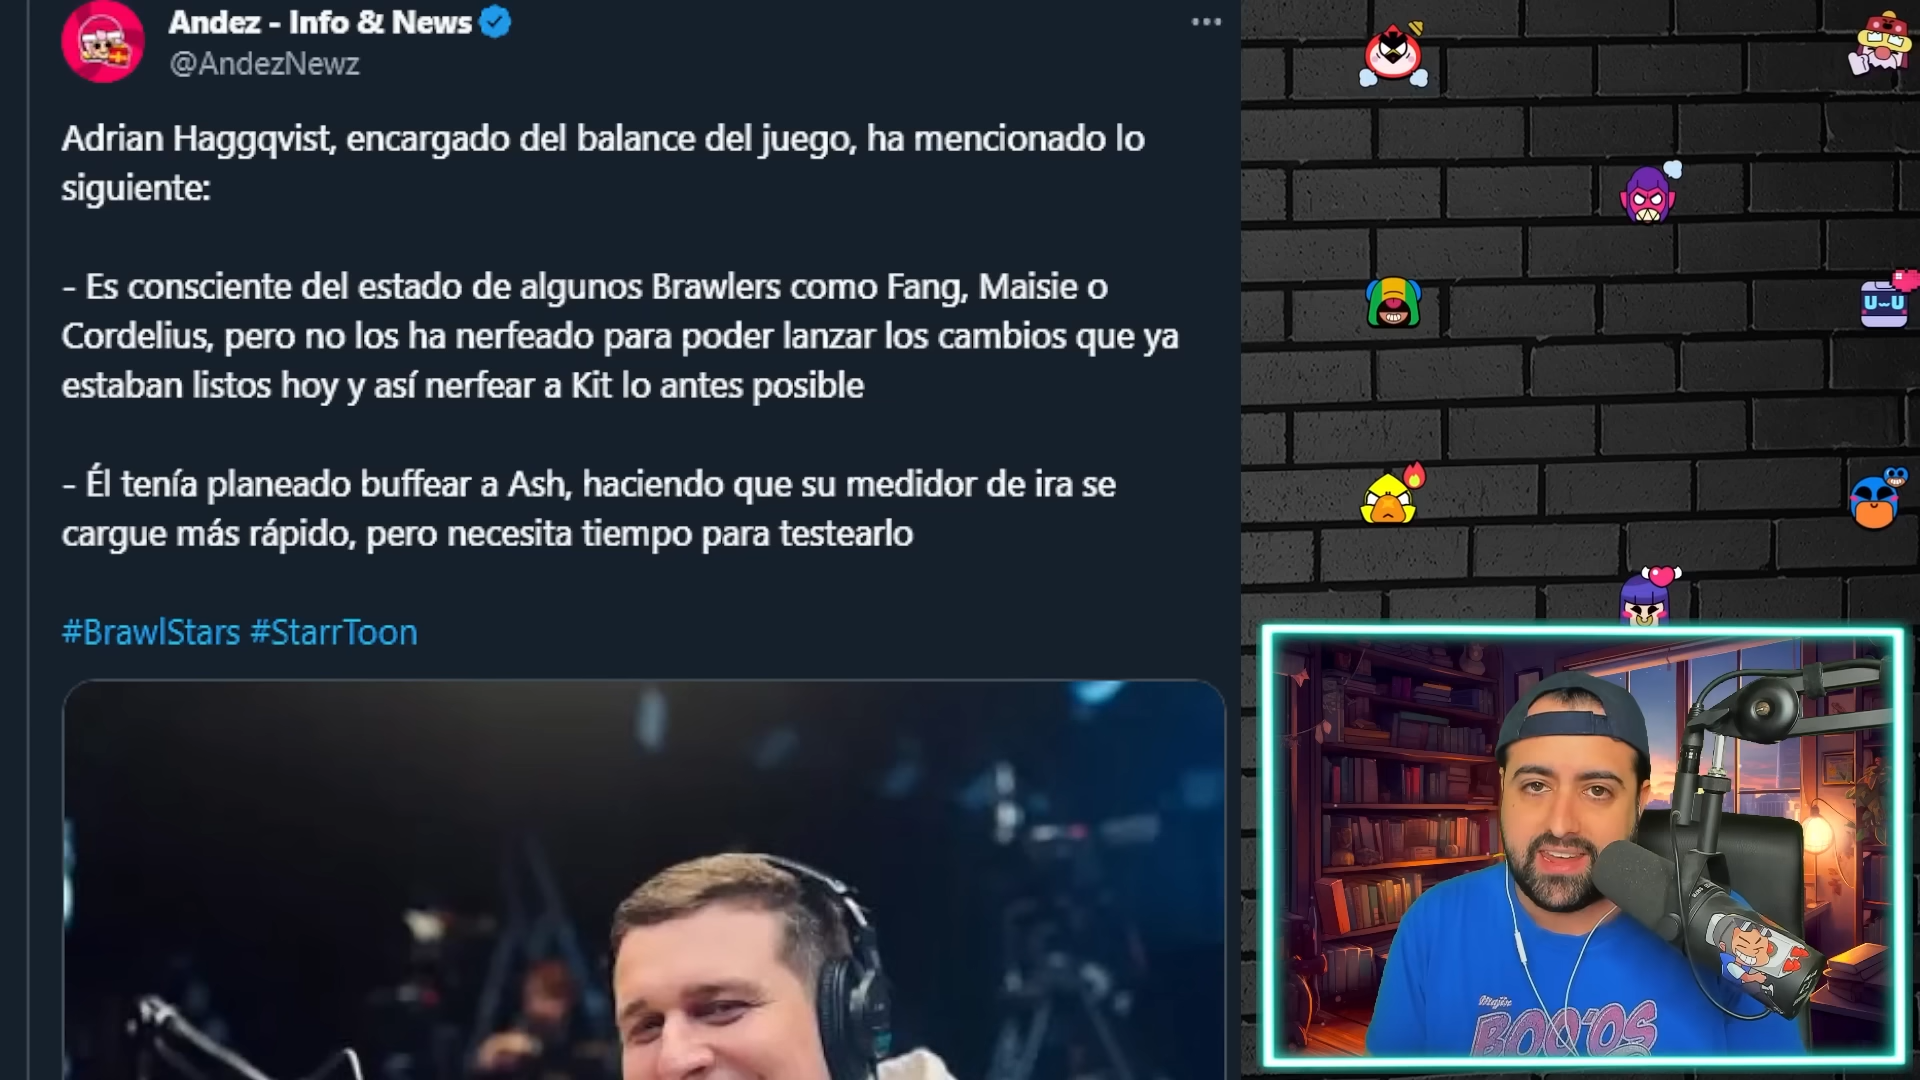 Andez - Info & News
@AndezNewz
Adrian Haggqvist, encargado del balance del juego, ha mencionado lo
siguiente:
- Es consciente del estado de algunos Brawlers como Fang, Maisie o
Cordelius, pero no los ha nerfeado para poder lanzar los cambios que ya
estaban listos hoy y así nerfear a Kit lo antes posible
- Él tenía planeado buffear a Ash, haciendo que su medidor de ira se
cargue más rápido, pero necesita tiempo para testearlo
#BrawlStars #StarrToon
U~U
Majin
BOO'OS